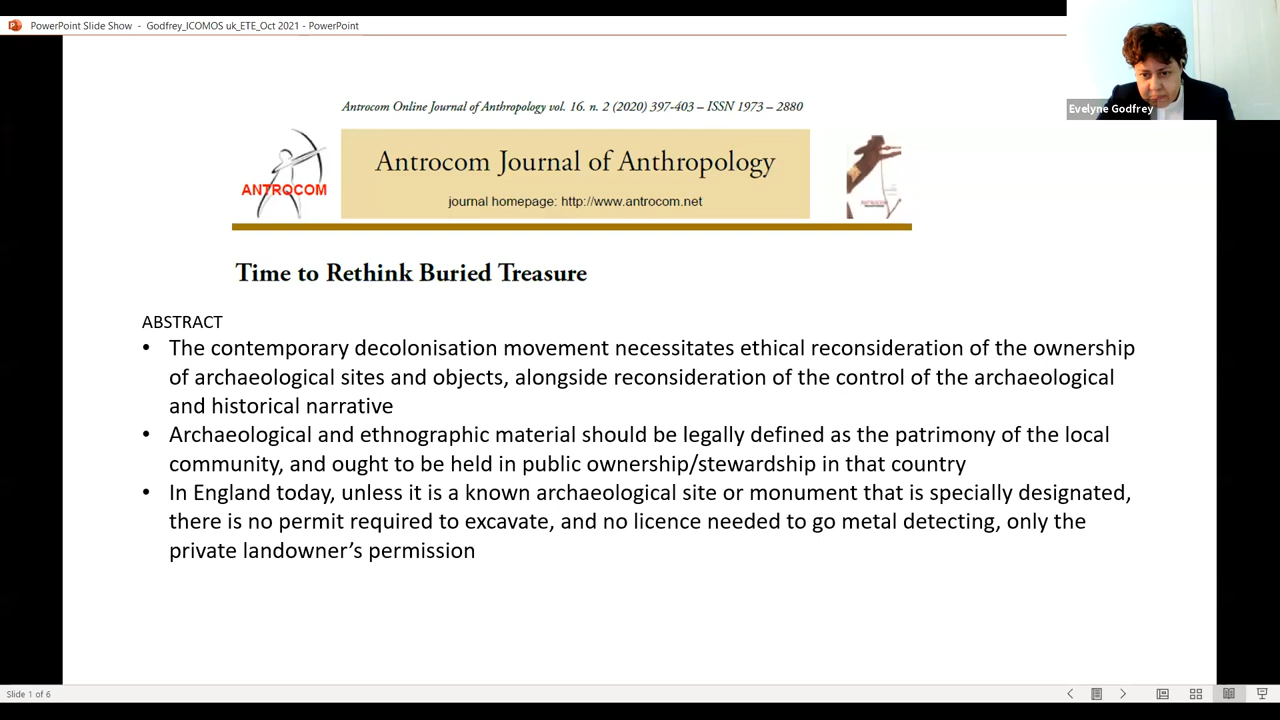 PowerPoint Slide Show - Godfrey_ICOMOS uk_ETE_Oct 2021 - PowerPoint
Evelyne Godfrey
Antrocom Online Journal of Anthropology vol. 16. n. 2 (2020) 397-403 – ISSN 1973 – 2880
ANTROCOM
Antrocom Journal of Anthropology
journal homepage: http://www.antrocom.net
Time to Rethink Buried Treasure
ABSTRACT
• The contemporary decolonisation movement necessitates ethical reconsideration of the ownership
of archaeological sites and objects, alongside reconsideration of the control of the archaeological
and historical narrative
• Archaeological and ethnographic material should be legally defined as the patrimony of the local
community, and ought to be held in public ownership/stewardship in that country
• In England today, unless it is a known archaeological site or monument that is specially designated,
there is no permit required to excavate, and no licence needed to go metal detecting, only the
private landowner’s permission
Slide 1 of 6